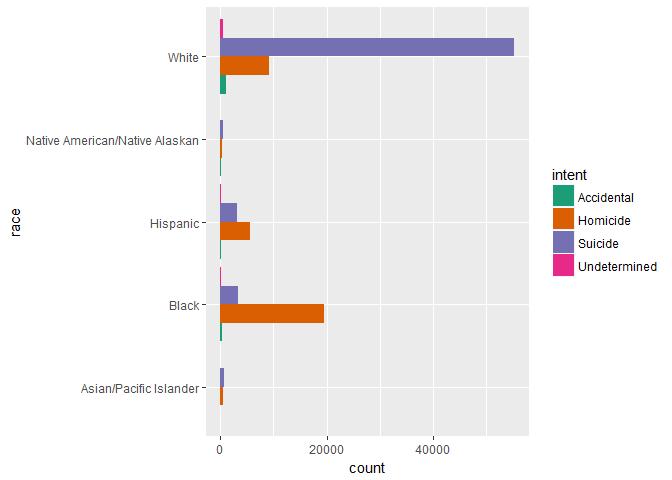 White
Native American/Native Alaskan
Hispanic
Black
Asian/Pacific Islander
race
0 20000 40000
count
intent
Accidental
Homicide
Suicide
Undetermined